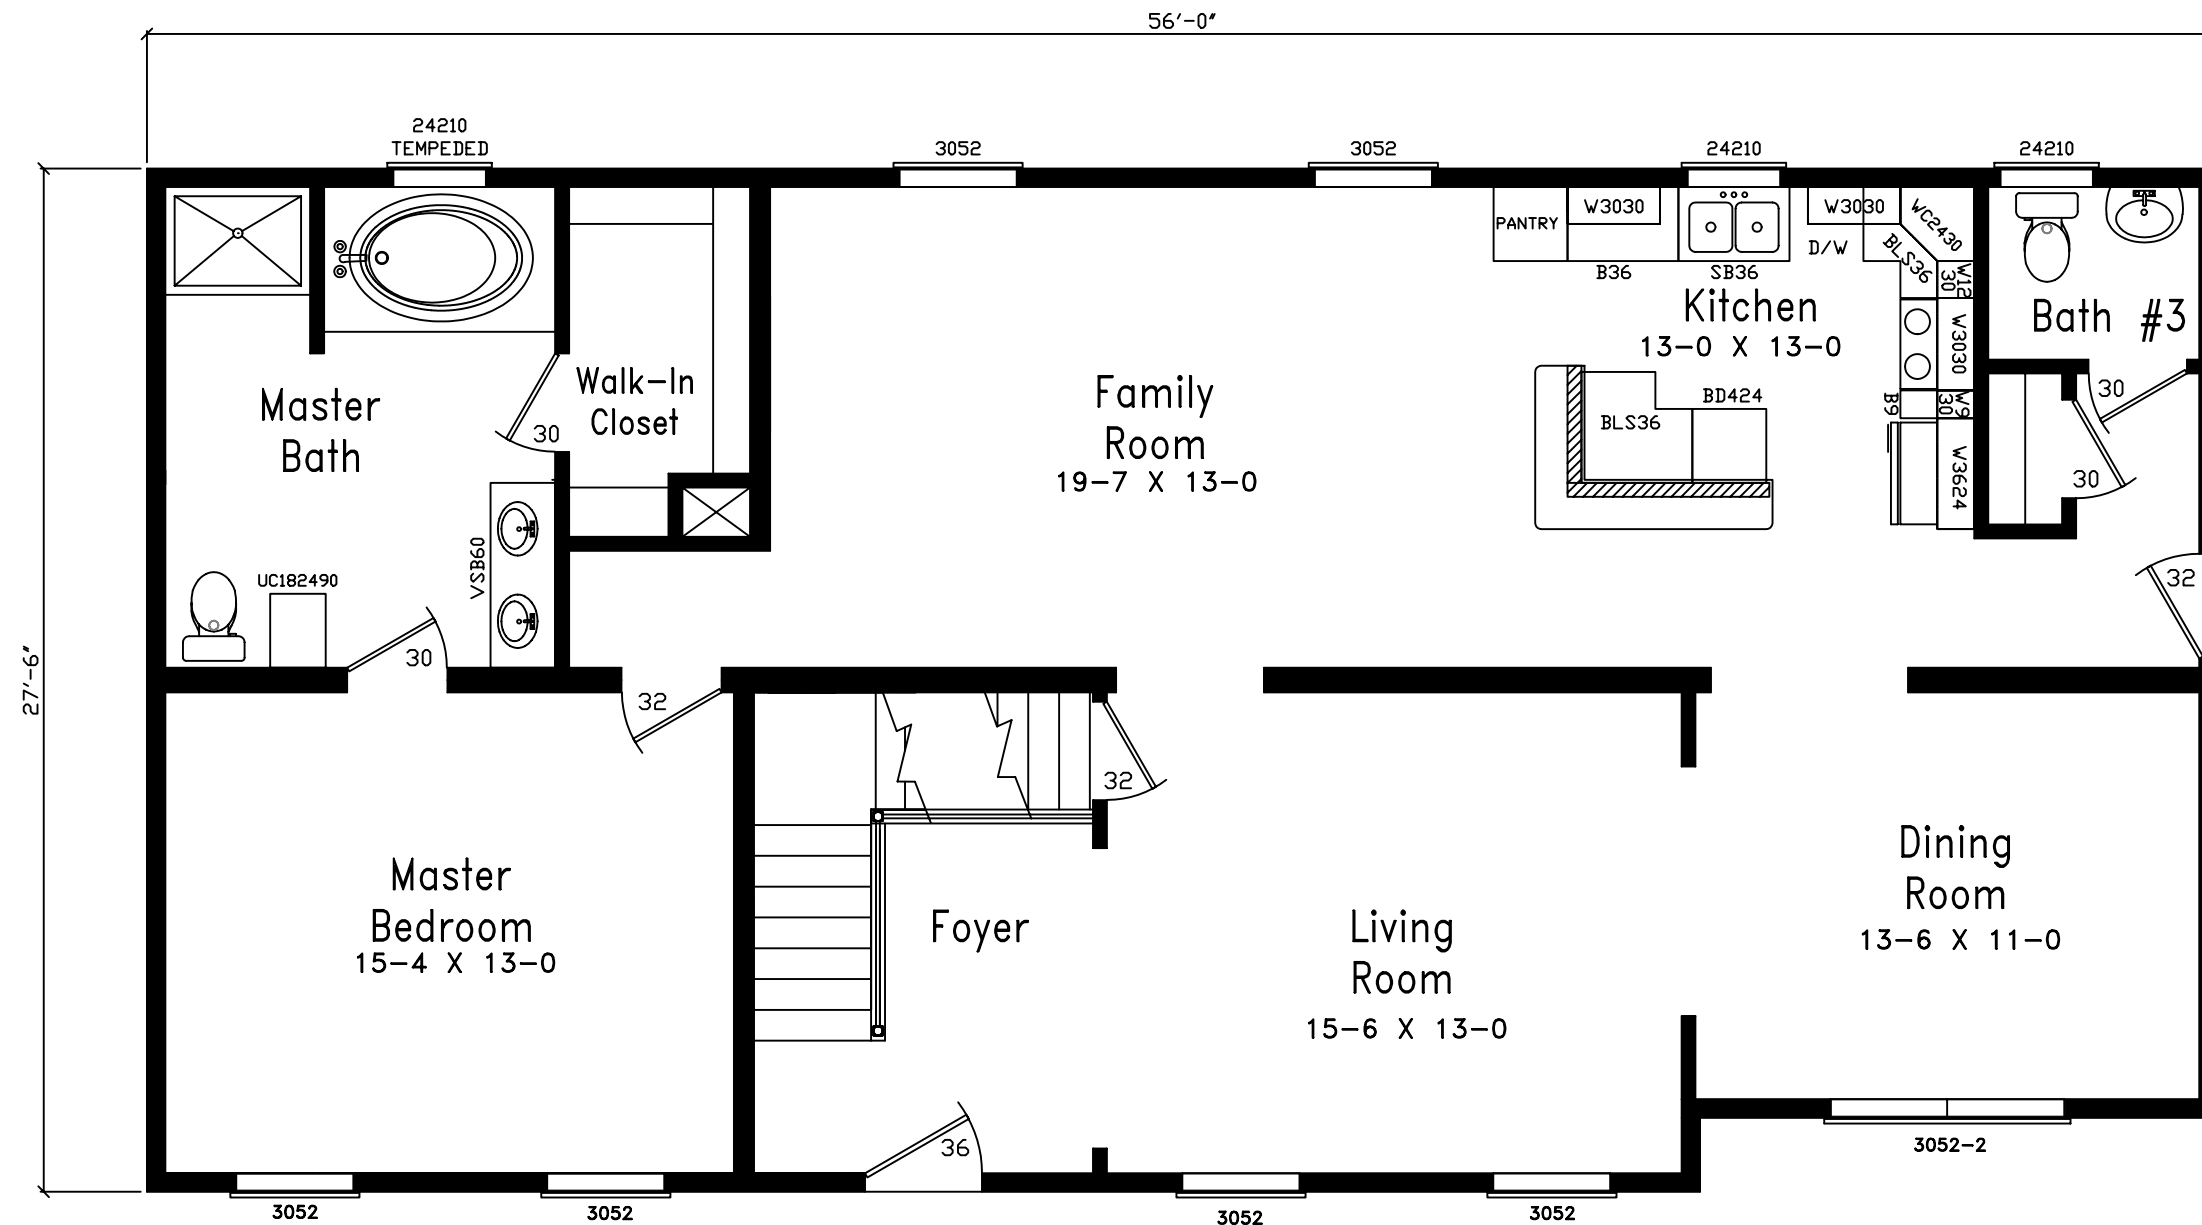 56'-0"
24210
TEMPEDED
3052
3052
24210
24210
PANTRY
W3030
W3030
WC2430
B36
SB36
D/W
BLS36
W12
30
Kitchen
13-0 X 13-0
W3030
Bath #3
Master
Bath
Walk-In
Closet
30
Family
Room
19-7 X 13-0
BLS36
BD424
B9
W9
30
W3624
30
30
VSB60
UC182490
30
32
27'-6"
32
32
Master
Bedroom
15-4 X 13-0
Foyer
Living
Room
15-6 X 13-0
Dining
Room
13-6 X 11-0
36
3052-2
3052
3052
3052
3052